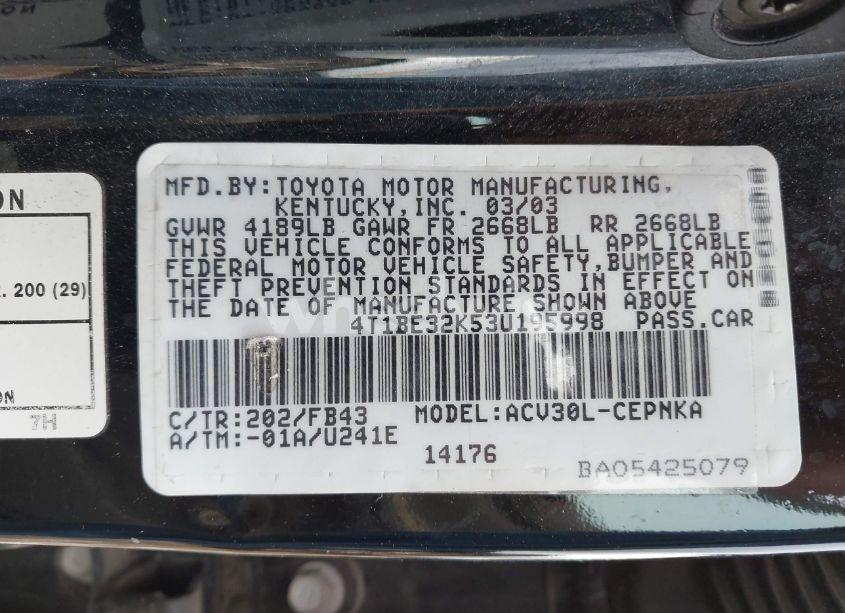 ON
. 200 (29)
ON
7H
MFD.BY:TOYOTA MOTOR MANUFACTURING,
KENTUCKY,INC. 03/03
GVWR 4189LB GAWR FR 2668LB RR 2668LB
THIS VEHICLE CONFORMS TO ALL APPLICABLE
FEDERAL MOTOR VEHICLE SAFETY,BUMPER AND
THEFT PREVENTION STANDARDS IN EFFECT ON
THE DATE OF MANUFACTURE SHOWN ABOVE
4T1BE32K53U195998 PASS.CAR
C/TR:202/FB43 MODEL:ACV30L-CEPNKA
A/TM:-01A/U241E
14176
BA05425079